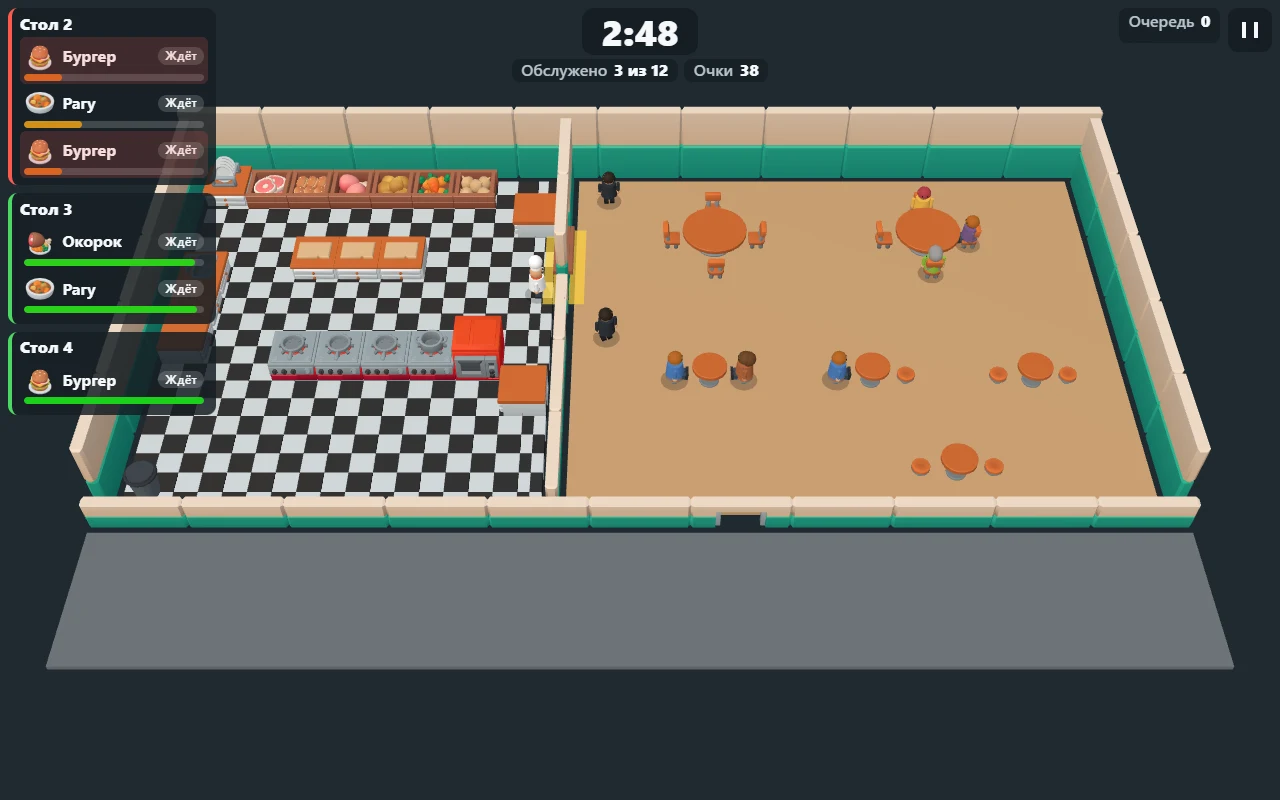 Стол 2
Бургер Ждёт
Рагу Ждёт
Бургер Ждёт
Стол 3
Окорок Ждёт
Рагу Ждёт
Стол 4
Бургер Ждёт
2:48
Обслужено 3 из 12 Очки 38
Очередь 0